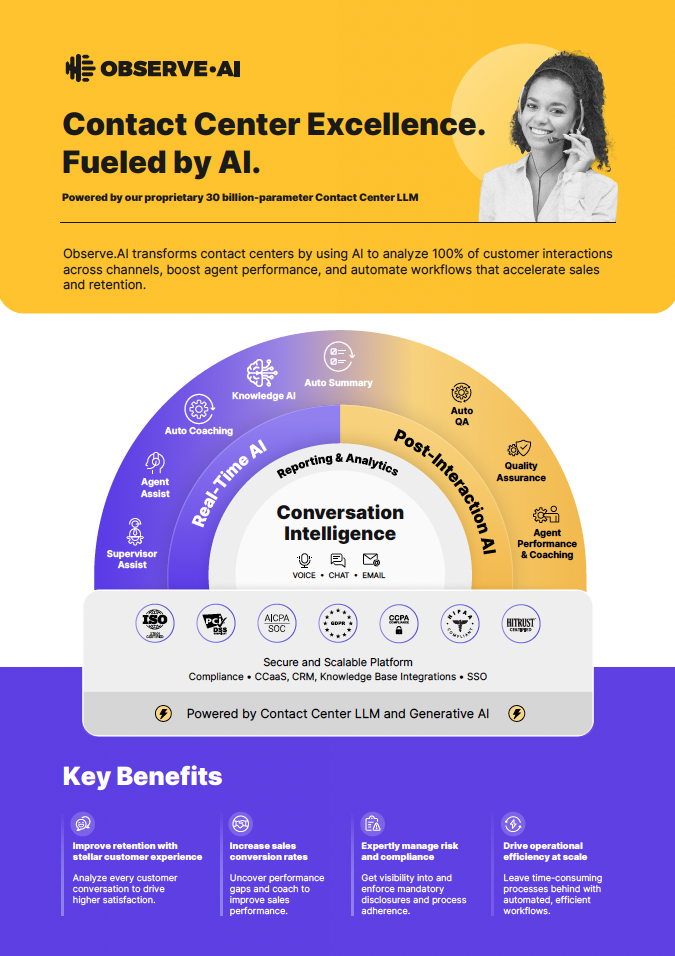 OBSERVE•AI
Contact Center Excellence.
Fueled by AI.
Powered by our proprietary 30 billion-parameter Contact Center LLM
Observe.AI transforms contact centers by using AI to analyze 100% of customer interactions
across channels, boost agent performance, and automate workflows that accelerate sales
and retention.
Auto Summary
Knowledge AI
Auto Coaching
Agent
Assist
Supervisor
Assist
Auto
QA
Quality
Assurance
Agent
Performance
& Coaching
Real-Time AI
Post-Interaction AI
Reporting & Analytics
Conversation
Intelligence
VOICE • CHAT • EMAIL
ISO
PCI
DSS
AICPA
SOC
GDPR
CCPA
HIPAA
COMPLIANT
HITRUST
Secure and Scalable Platform
Compliance • CCaaS, CRM, Knowledge Base Integrations • SSO
Powered by Contact Center LLM and Generative AI
Key Benefits
Improve retention with
stellar customer experience
Analyze every customer
conversation to drive
higher satisfaction.
Increase sales
conversion rates
Uncover performance
gaps and coach to
improve sales
performance.
Expertly manage risk
and compliance
Get visibility into and
enforce mandatory
disclosures and process
adherence.
Drive operational
efficiency at scale
Leave time-consuming
processes behind with
automated, efficient
workflows.